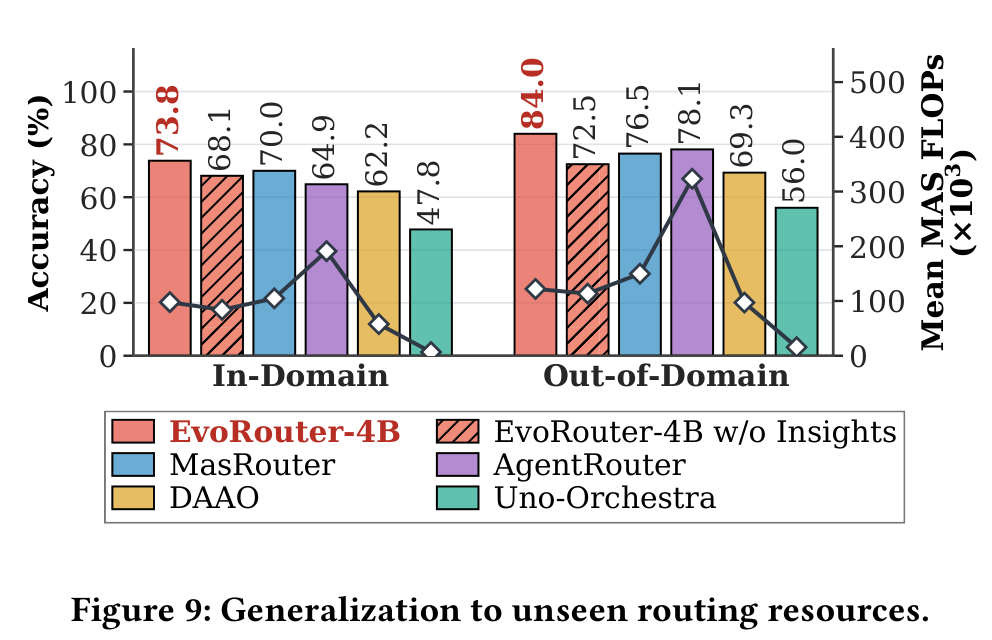 Accuracy (%)
100
80
60
40
20
0
73.8
68.1
70.0
64.9
62.2
47.8
84.0
72.5
76.5
78.1
69.3
56.0
500
400
300
200
100
0
Mean MAS FLOPs
(×10³)
In-Domain
Out-of-Domain
EvoRouter-4B
EvoRouter-4B w/o Insights
MasRouter
AgentRouter
DAAO
Uno-Orchestra
Figure 9: Generalization to unseen routing resources.